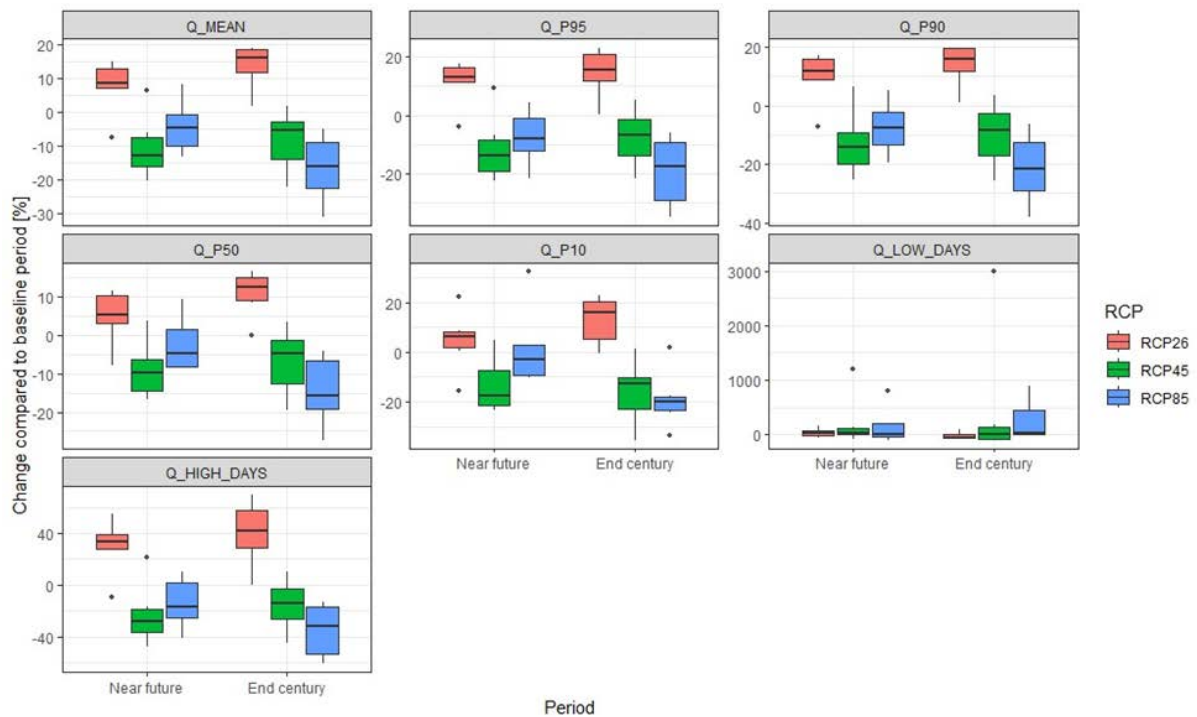 Q_MEAN
Q_P95
Q_P90
20
10
0
-10
-20
-30
20
0
-20
20
0
-20
-40
Q_P50
Q_P10
Q_LOW_DAYS
10
0
-10
-20
20
0
-20
3000
2000
1000
0
Near future End century
Near future End century
Q_HIGH_DAYS
40
0
-40
Near future End century
Change compared to baseline period [%]
Period
RCP
RCP26
RCP45
RCP85